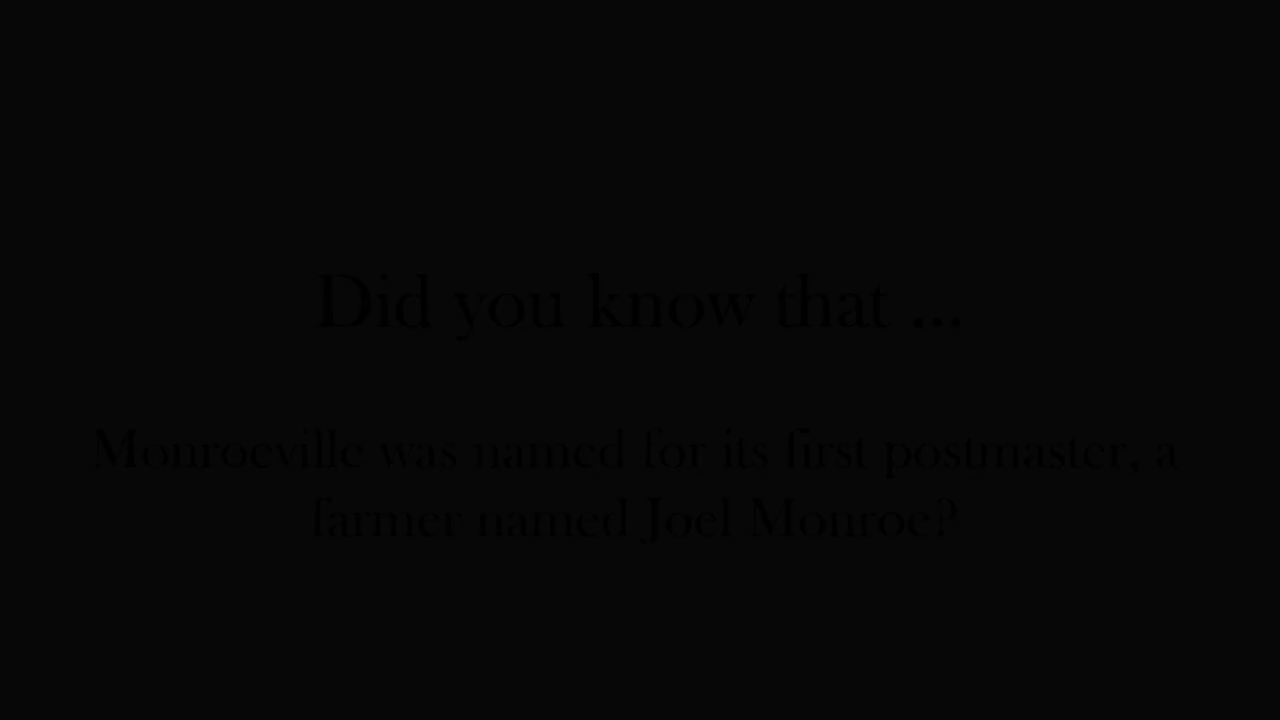 Did you know that ...
Monroeville was named for its first postmaster, a
farmer named Joel Monroe?